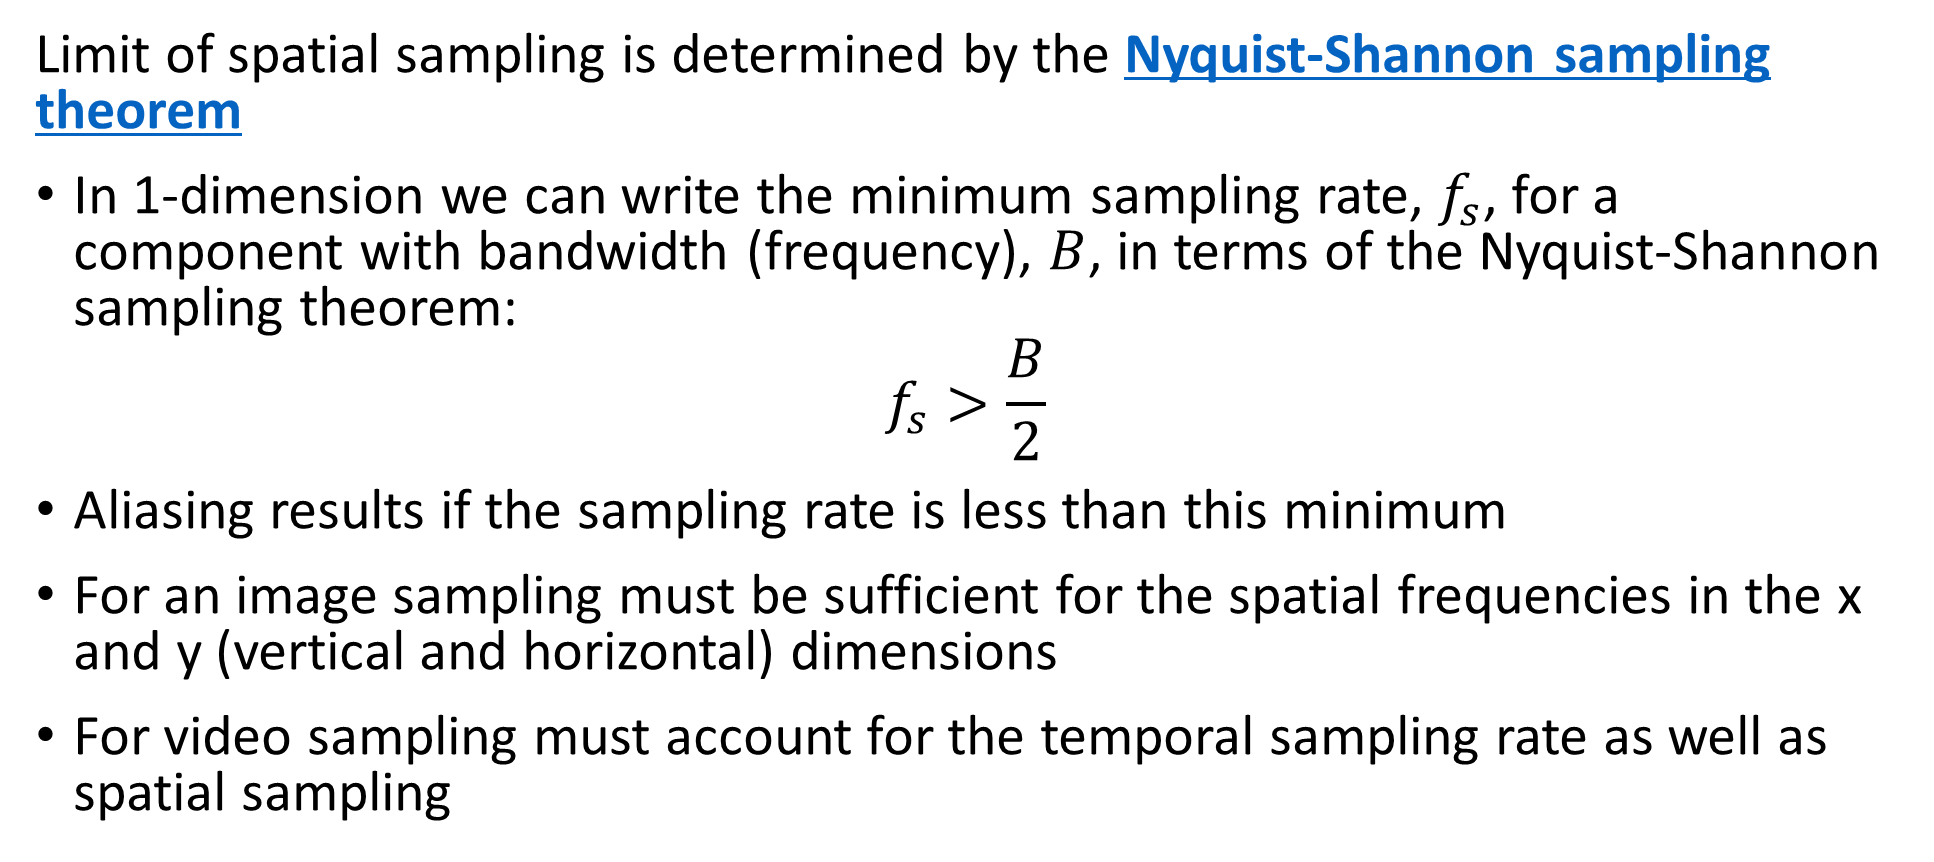 Limit of spatial sampling is determined by the Nyquist-Shannon sampling
theorem
• In 1-dimension we can write the minimum sampling rate, fₛ, for a
component with bandwidth (frequency), B, in terms of the Nyquist-Shannon
sampling theorem:
fₛ > B/2
• Aliasing results if the sampling rate is less than this minimum
• For an image sampling must be sufficient for the spatial frequencies in the x
and y (vertical and horizontal) dimensions
• For video sampling must account for the temporal sampling rate as well as
spatial sampling